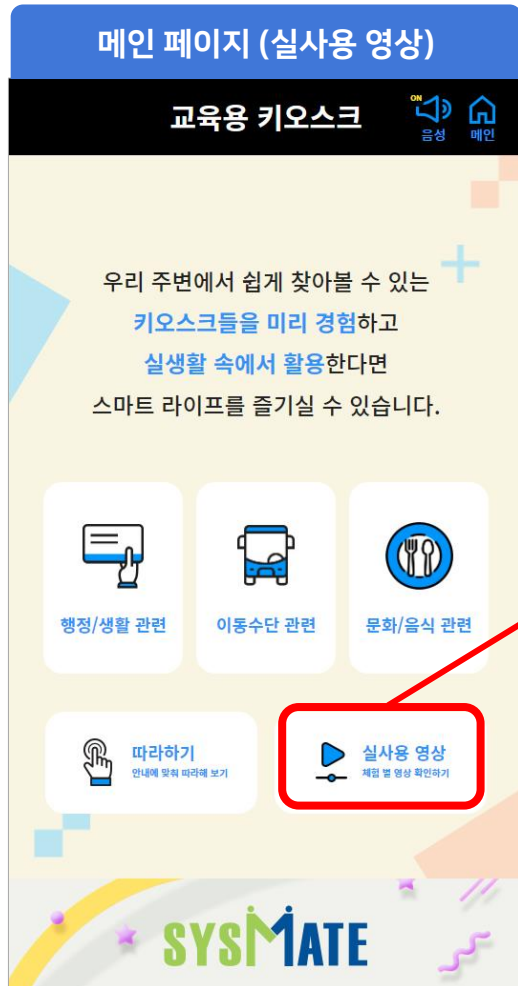 메인 페이지 (실사용 영상)
교육용 키오스크
ON
음성
메인
우리 주변에서 쉽게 찾아볼 수 있는
키오스크들을 미리 경험하고
실생활 속에서 활용한다면
스마트 라이프를 즐기실 수 있습니다.
행정/생활 관련
이동수단 관련
문화/음식 관련
따라하기
안내에 맞춰 따라해 보기
실사용 영상
체험 별 영상 확인하기
SYSMATE